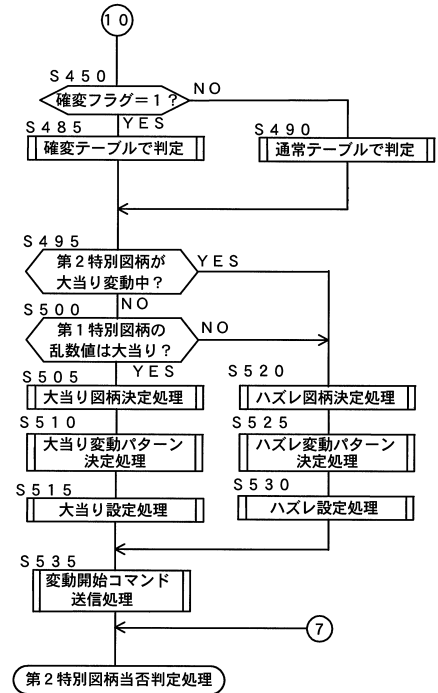 10
S450
確変フラグ=1？
NO
YES
S485
確変テーブルで判定
S490
通常テーブルで判定
S495
第2特別図柄が
大当り変動中？
YES
NO
S500
第1特別図柄の
乱数値は大当り？
NO
YES
S505
大当り図柄決定処理
S520
ハズレ図柄決定処理
S510
大当り変動パターン
決定処理
S525
ハズレ変動パターン
決定処理
S515
大当り設定処理
S530
ハズレ設定処理
S535
変動開始コマンド
送信処理
7
第2特別図柄当否判定処理